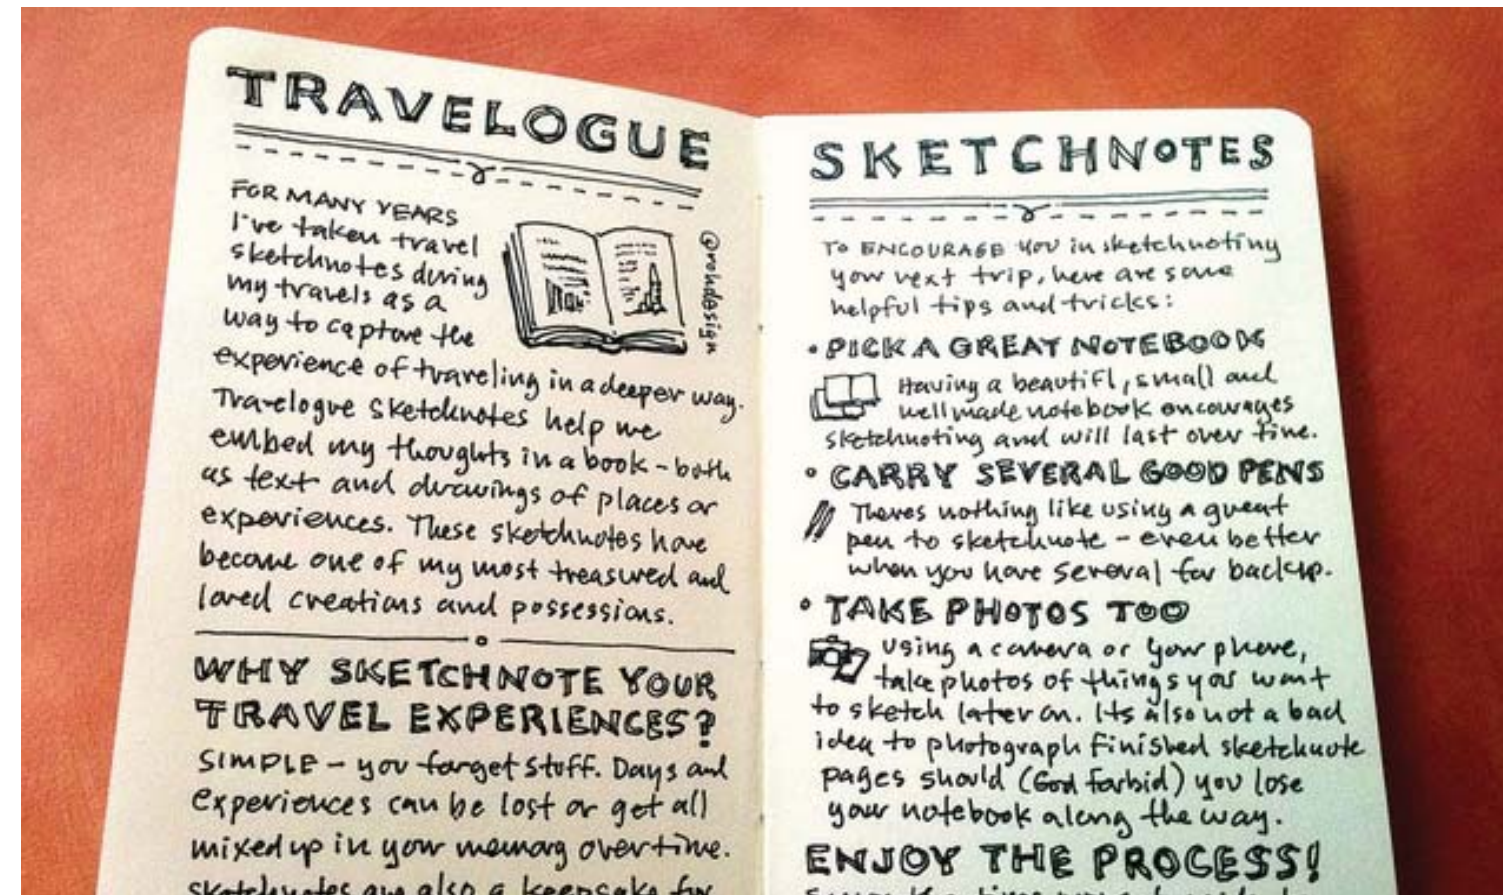 TRAVELOGUE
FOR MANY YEARS
I've taken travel
sketchnotes during
my travels as a
way to capture the
experience of traveling in a deeper way.
Travelogue sketchnotes help me
embed my thoughts in a book - both
as text and drawings of places or
experiences. These sketchnotes have
become one of my most treasured and
loved creations and possessions.
@rohdesign
WHY SKETCHNOTE YOUR
TRAVEL EXPERIENCES?
SIMPLE - you forget stuff. Days and
experiences can be lost or get all
mixed up in your memory over time.
Sketchnotes are also a keepsake for
SKETCHNOTES
TO ENCOURAGE you in sketchnoting
your next trip, here are some
helpful tips and tricks:
• PICK A GREAT NOTEBOOK
Having a beautifl, small and
well made notebook encourages
sketchnoting and will last over time.
• CARRY SEVERAL GOOD PENS
Theres nothing like using a great
pen to sketchnote - even better
when you have several for backup.
• TAKE PHOTOS TOO
Using a camera or your phone,
take photos of things you want
to sketch later on. Its also not a bad
idea to photograph finished sketchnote
pages should (God forbid) you lose
your notebook along the way.
ENJOY THE PROCESS!